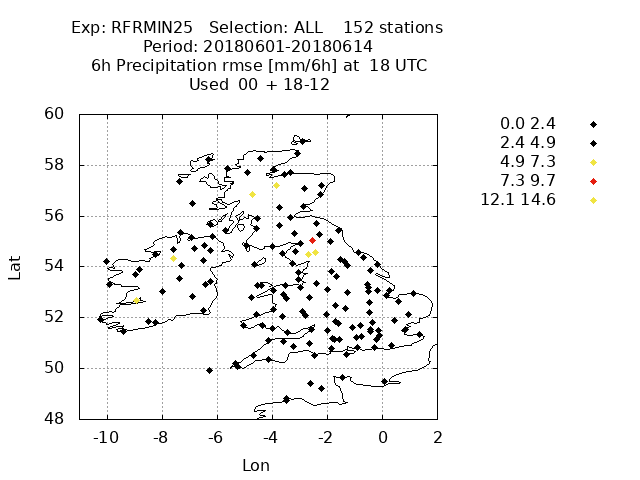 Exp: RFRMIN25 Selection: ALL 152 stations
Period: 20180601-20180614
6h Precipitation rmse [mm/6h] at 18 UTC
Used 00 + 18-12
60
58
56
54
52
50
48
Lat
-10 -8 -6 -4 -2 0 2
Lon
0.0 2.4
2.4 4.9
4.9 7.3
7.3 9.7
12.1 14.6